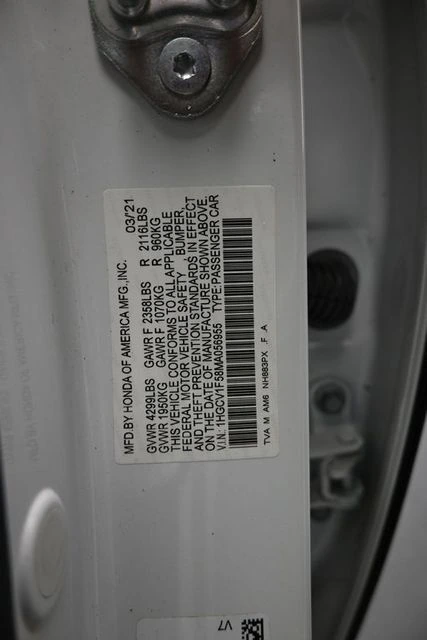 MFD.BY HONDA OF AMERICA MFG.,INC. 03/'21
GVWR 4299LBS GAWR F 2358LBS R 2116LBS
GVWR 1950KG GAWR F 1070KG R 960KG
THIS VEHICLE CONFORMS TO ALL APPLICABLE
FEDERAL MOTOR VEHICLE SAFETY , BUMPER,
AND THEFT PREVENTION STANDARDS IN EFFECT
ON THE DATE OF MANUFACTURE SHOWN ABOVE.
V.I.N.: 1HGCV1F58MA056955 TYPE:PASSENGER CAR
TVA M AM6 NH883PX .F .A
V7